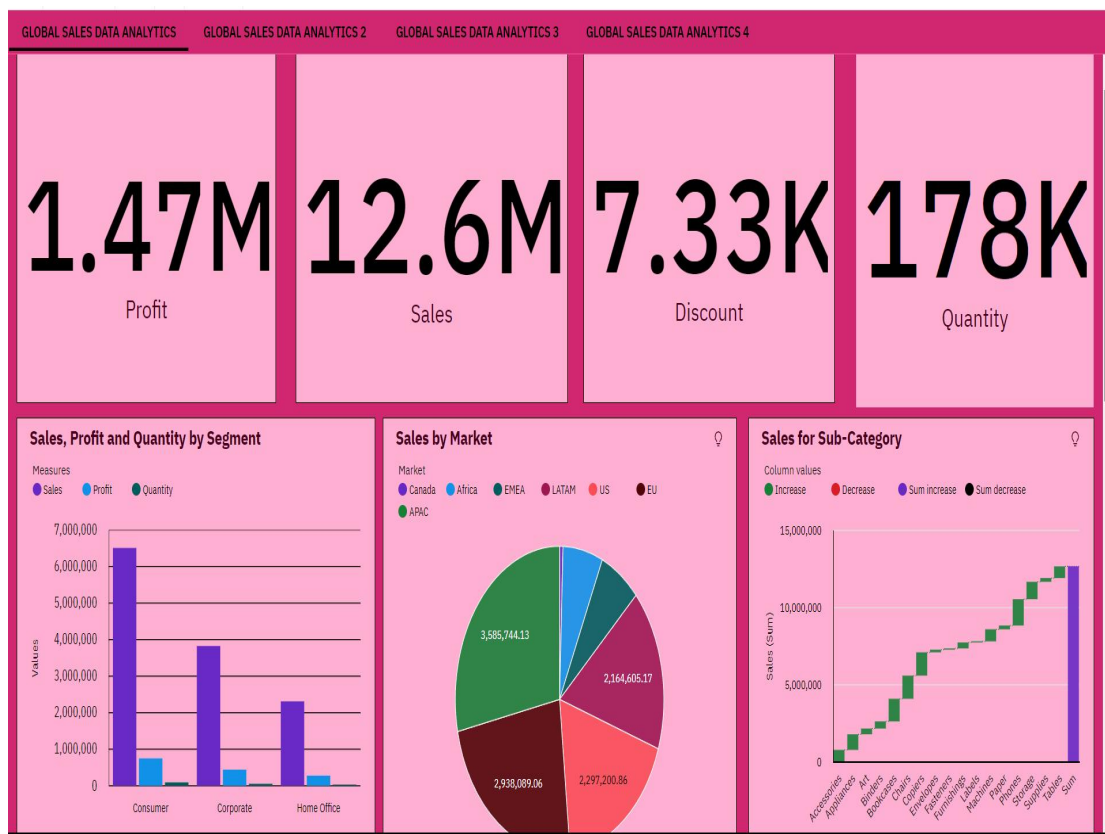 GLOBAL SALES DATA ANALYTICS GLOBAL SALES DATA ANALYTICS 2 GLOBAL SALES DATA ANALYTICS 3 GLOBAL SALES DATA ANALYTICS 4
1.47M
Profit
12.6M
Sales
7.33K
Discount
178K
Quantity
Sales, Profit and Quantity by Segment
Measures
Sales Profit Quantity
7,000,000
6,000,000
5,000,000
4,000,000
3,000,000
2,000,000
1,000,000
0
Values
Consumer Corporate Home Office
Sales by Market
Market
Canada Africa EMEA LATAM US EU
APAC
3,585,744.13
2,164,605.17
2,938,089.06
2,297,200.86
Sales for Sub-Category
Column values
Increase Decrease Sum increase Sum decrease
15,000,000
10,000,000
5,000,000
0
Sales (Sum)
Accessories
Appliances
Art
Binders
Bookcases
Chairs
Copiers
Envelopes
Fasteners
Furnishings
Labels
Machines
Paper
Phones
Storage
Supplies
Tables
Sum